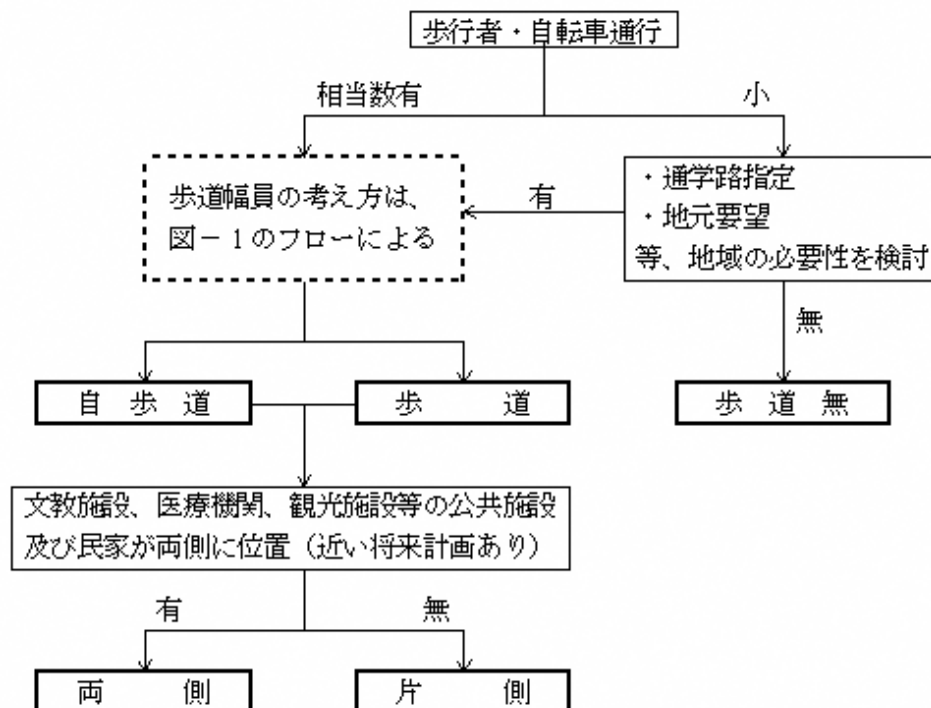 歩行者・自転車通行
相当数有
小
歩道幅員の考え方は、
図－１のフローによる
有
・通学路指定
・地元要望
等、地域の必要性を検討
無
自歩道
歩道
歩道無
文教施設、医療機関、観光施設等の公共施設
及び民家が両側に位置（近い将来計画あり）
有
無
両側
片側